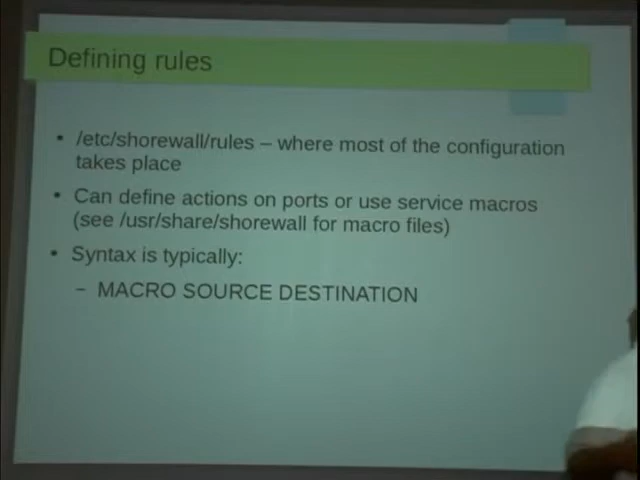 Defining rules
• /etc/shorewall/rules – where most of the configuration
takes place
• Can define actions on ports or use service macros
(see /usr/share/shorewall for macro files)
• Syntax is typically:
– MACRO SOURCE DESTINATION